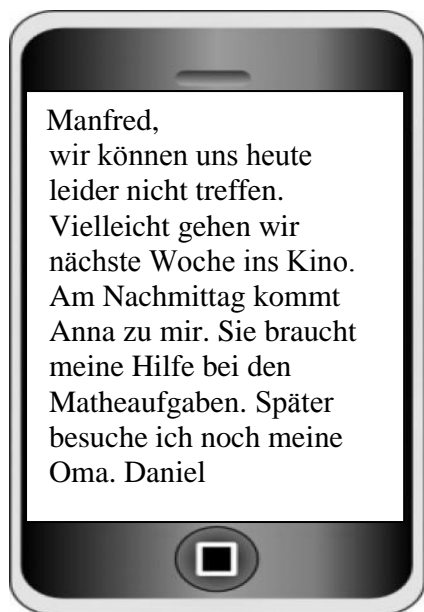 Manfred,
wir können uns heute
leider nicht treffen.
Vielleicht gehen wir
nächste Woche ins Kino.
Am Nachmittag kommt
Anna zu mir. Sie braucht
meine Hilfe bei den
Matheaufgaben. Später
besuche ich noch meine
Oma. Daniel